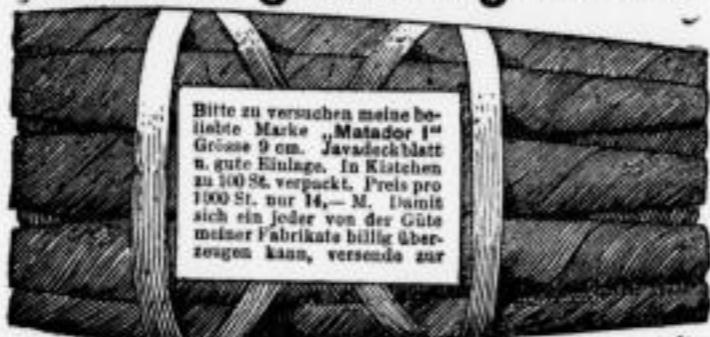 Bitte zu versuchen meine be-
liebte Marke „Matador I“
Grösse 9 cm. Javadeckblatt
u. gute Einlage. In Kistchen
zu 100 St. verpackt. Preis pro
1000 St. nur 14,— M. Damit
sich ein jeder von der Güte
meiner Fabrikate billig über-
zeugen kann, versende zur